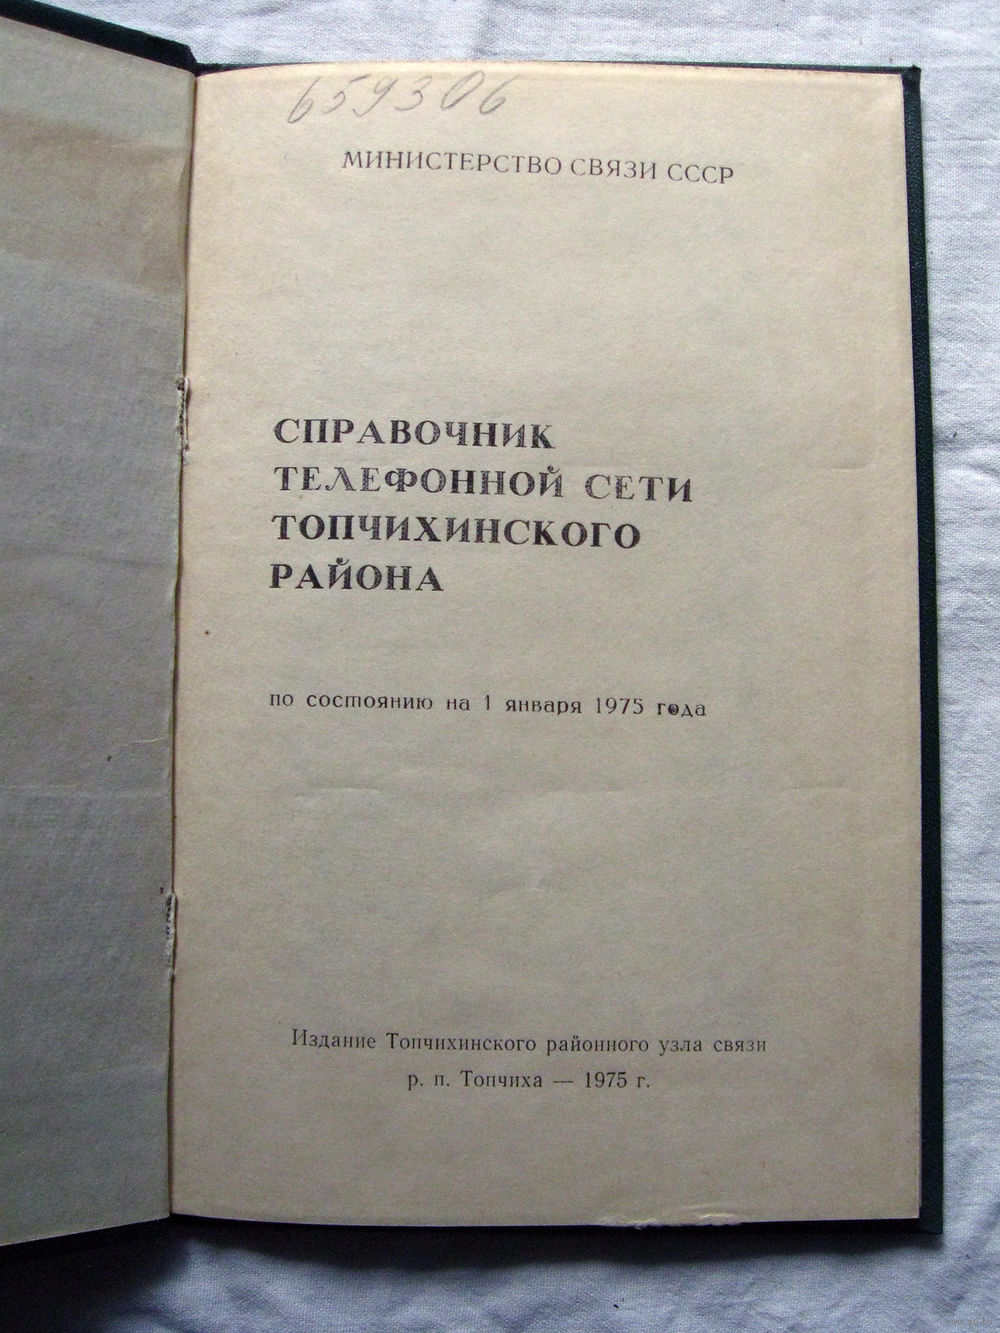 659306
МИНИСТЕРСТВО СВЯЗИ СССР
СПРАВОЧНИК
ТЕЛЕФОННОЙ СЕТИ
ТОПЧИХИНСКОГО
РАЙОНА
по состоянию на 1 января 1975 года
Издание Топчихинского районного узла связи
р. п. Топчиха — 1975 г.